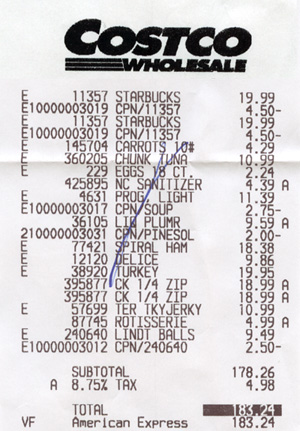 COSTCO
WHOLESALE
E 11357 STARBUCKS 19.99
E10000003019 CPN/11357 4.50-
E 11357 STARBUCKS 19.99
E10000003019 CPN/11357 4.50-
E 145704 CARROTS 10# 4.29
E 360205 CHUNK TUNA 10.99
E 229 EGGS 18 CT. 2.24
425895 NC SANITIZER 4.39 A
E 4631 PROG. LIGHT 11.39
E10000003017 CPN/SOUP 2.75-
36105 LIQ PLUMR 9.59 A
210000003031 CPN/PINESOL 2.00-
E 77421 SPIRAL HAM 18.38
E 12120 DELICE 9.86
E 38920 TURKEY 19.95
395877 CK 1/4 ZIP 18.99 A
395877 CK 1/4 ZIP 18.99 A
E 57699 TER TKYJERKY 10.99
87745 ROTISSERIE 4.99 A
E 240640 LINDT BALLS 9.49
E10000003012 CPN/240640 2.50-
SUBTOTAL 178.26
A 8.75% TAX 4.98
TOTAL 183.24
VF American Express 183.24